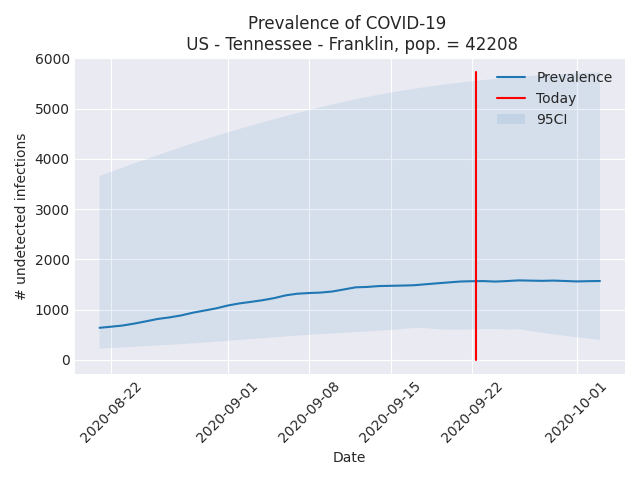 Prevalence of COVID-19
US - Tennessee - Franklin, pop. = 42208
6000
5000
4000
3000
2000
1000
0
# undetected infections
Prevalence
Today
95CI
2020-08-22
2020-09-01
2020-09-08
2020-09-15
2020-09-22
2020-10-01
Date